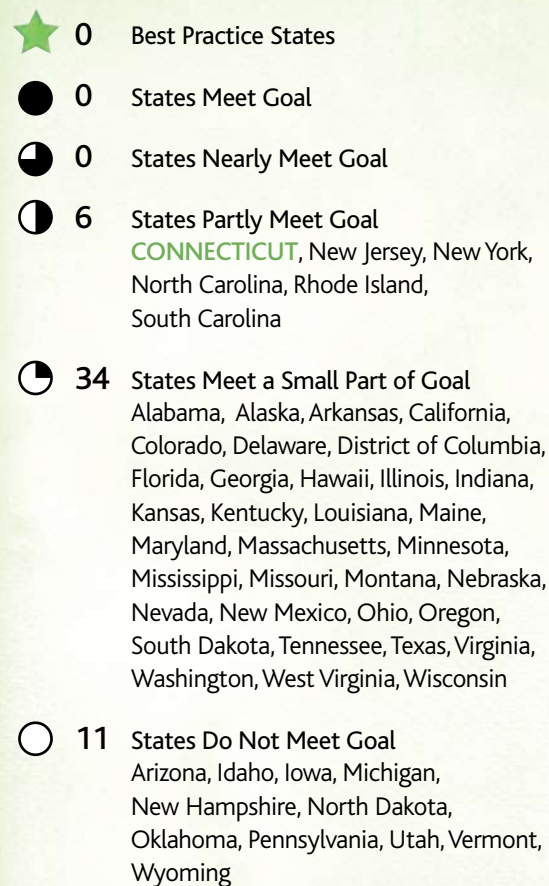 0 Best Practice States
0 States Meet Goal
0 States Nearly Meet Goal
6 States Partly Meet Goal
CONNECTICUT, New Jersey, New York,
North Carolina, Rhode Island,
South Carolina
34 States Meet a Small Part of Goal
Alabama, Alaska, Arkansas, California,
Colorado, Delaware, District of Columbia,
Florida, Georgia, Hawaii, Illinois, Indiana,
Kansas, Kentucky, Louisiana, Maine,
Maryland, Massachusetts, Minnesota,
Mississippi, Missouri, Montana, Nebraska,
Nevada, New Mexico, Ohio, Oregon,
South Dakota, Tennessee, Texas, Virginia,
Washington, West Virginia, Wisconsin
11 States Do Not Meet Goal
Arizona, Idaho, Iowa, Michigan,
New Hampshire, North Dakota,
Oklahoma, Pennsylvania, Utah, Vermont,
Wyoming